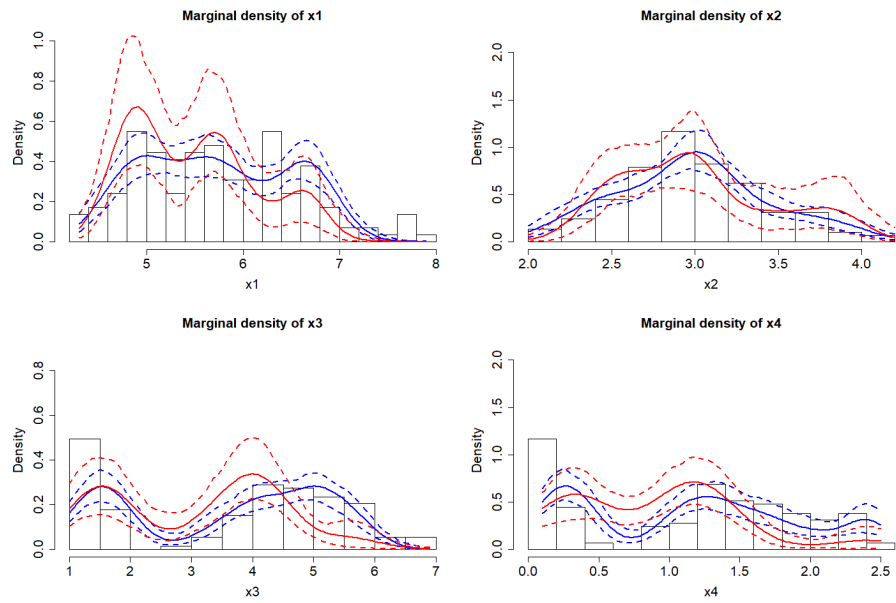 Marginal density of x1
Density
0.0 0.2 0.4 0.6 0.8 1.0
5 6 7 8
x1
Marginal density of x2
Density
0.0 0.5 1.0 1.5 2.0
2.0 2.5 3.0 3.5 4.0
x2
Marginal density of x3
Density
0.0 0.2 0.4 0.6 0.8
1 2 3 4 5 6 7
x3
Marginal density of x4
Density
0.0 0.5 1.0 1.5 2.0
0.0 0.5 1.0 1.5 2.0 2.5
x4